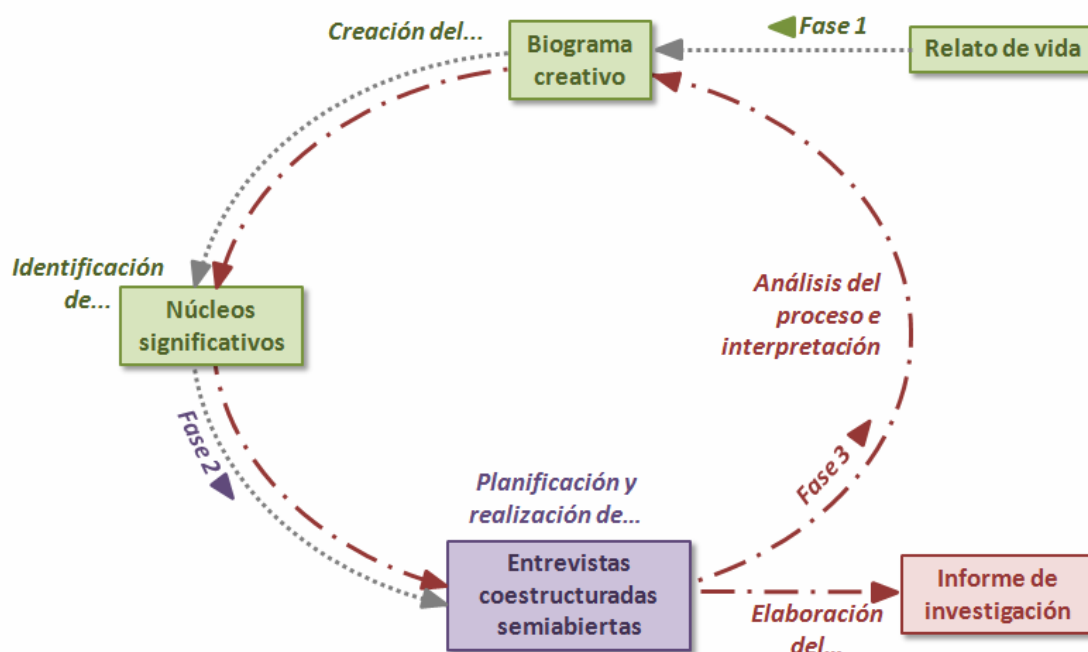 Creación del...
Biograma
creativo
Fase 1
Relato de vida
Identificación
de...
Núcleos
significativos
Análisis del
proceso e
interpretación
Fase 2
Fase 3
Planificación y
realización de...
Entrevistas
coestructuradas
semiabiertas
Informe de
investigación
Elaboración
del...